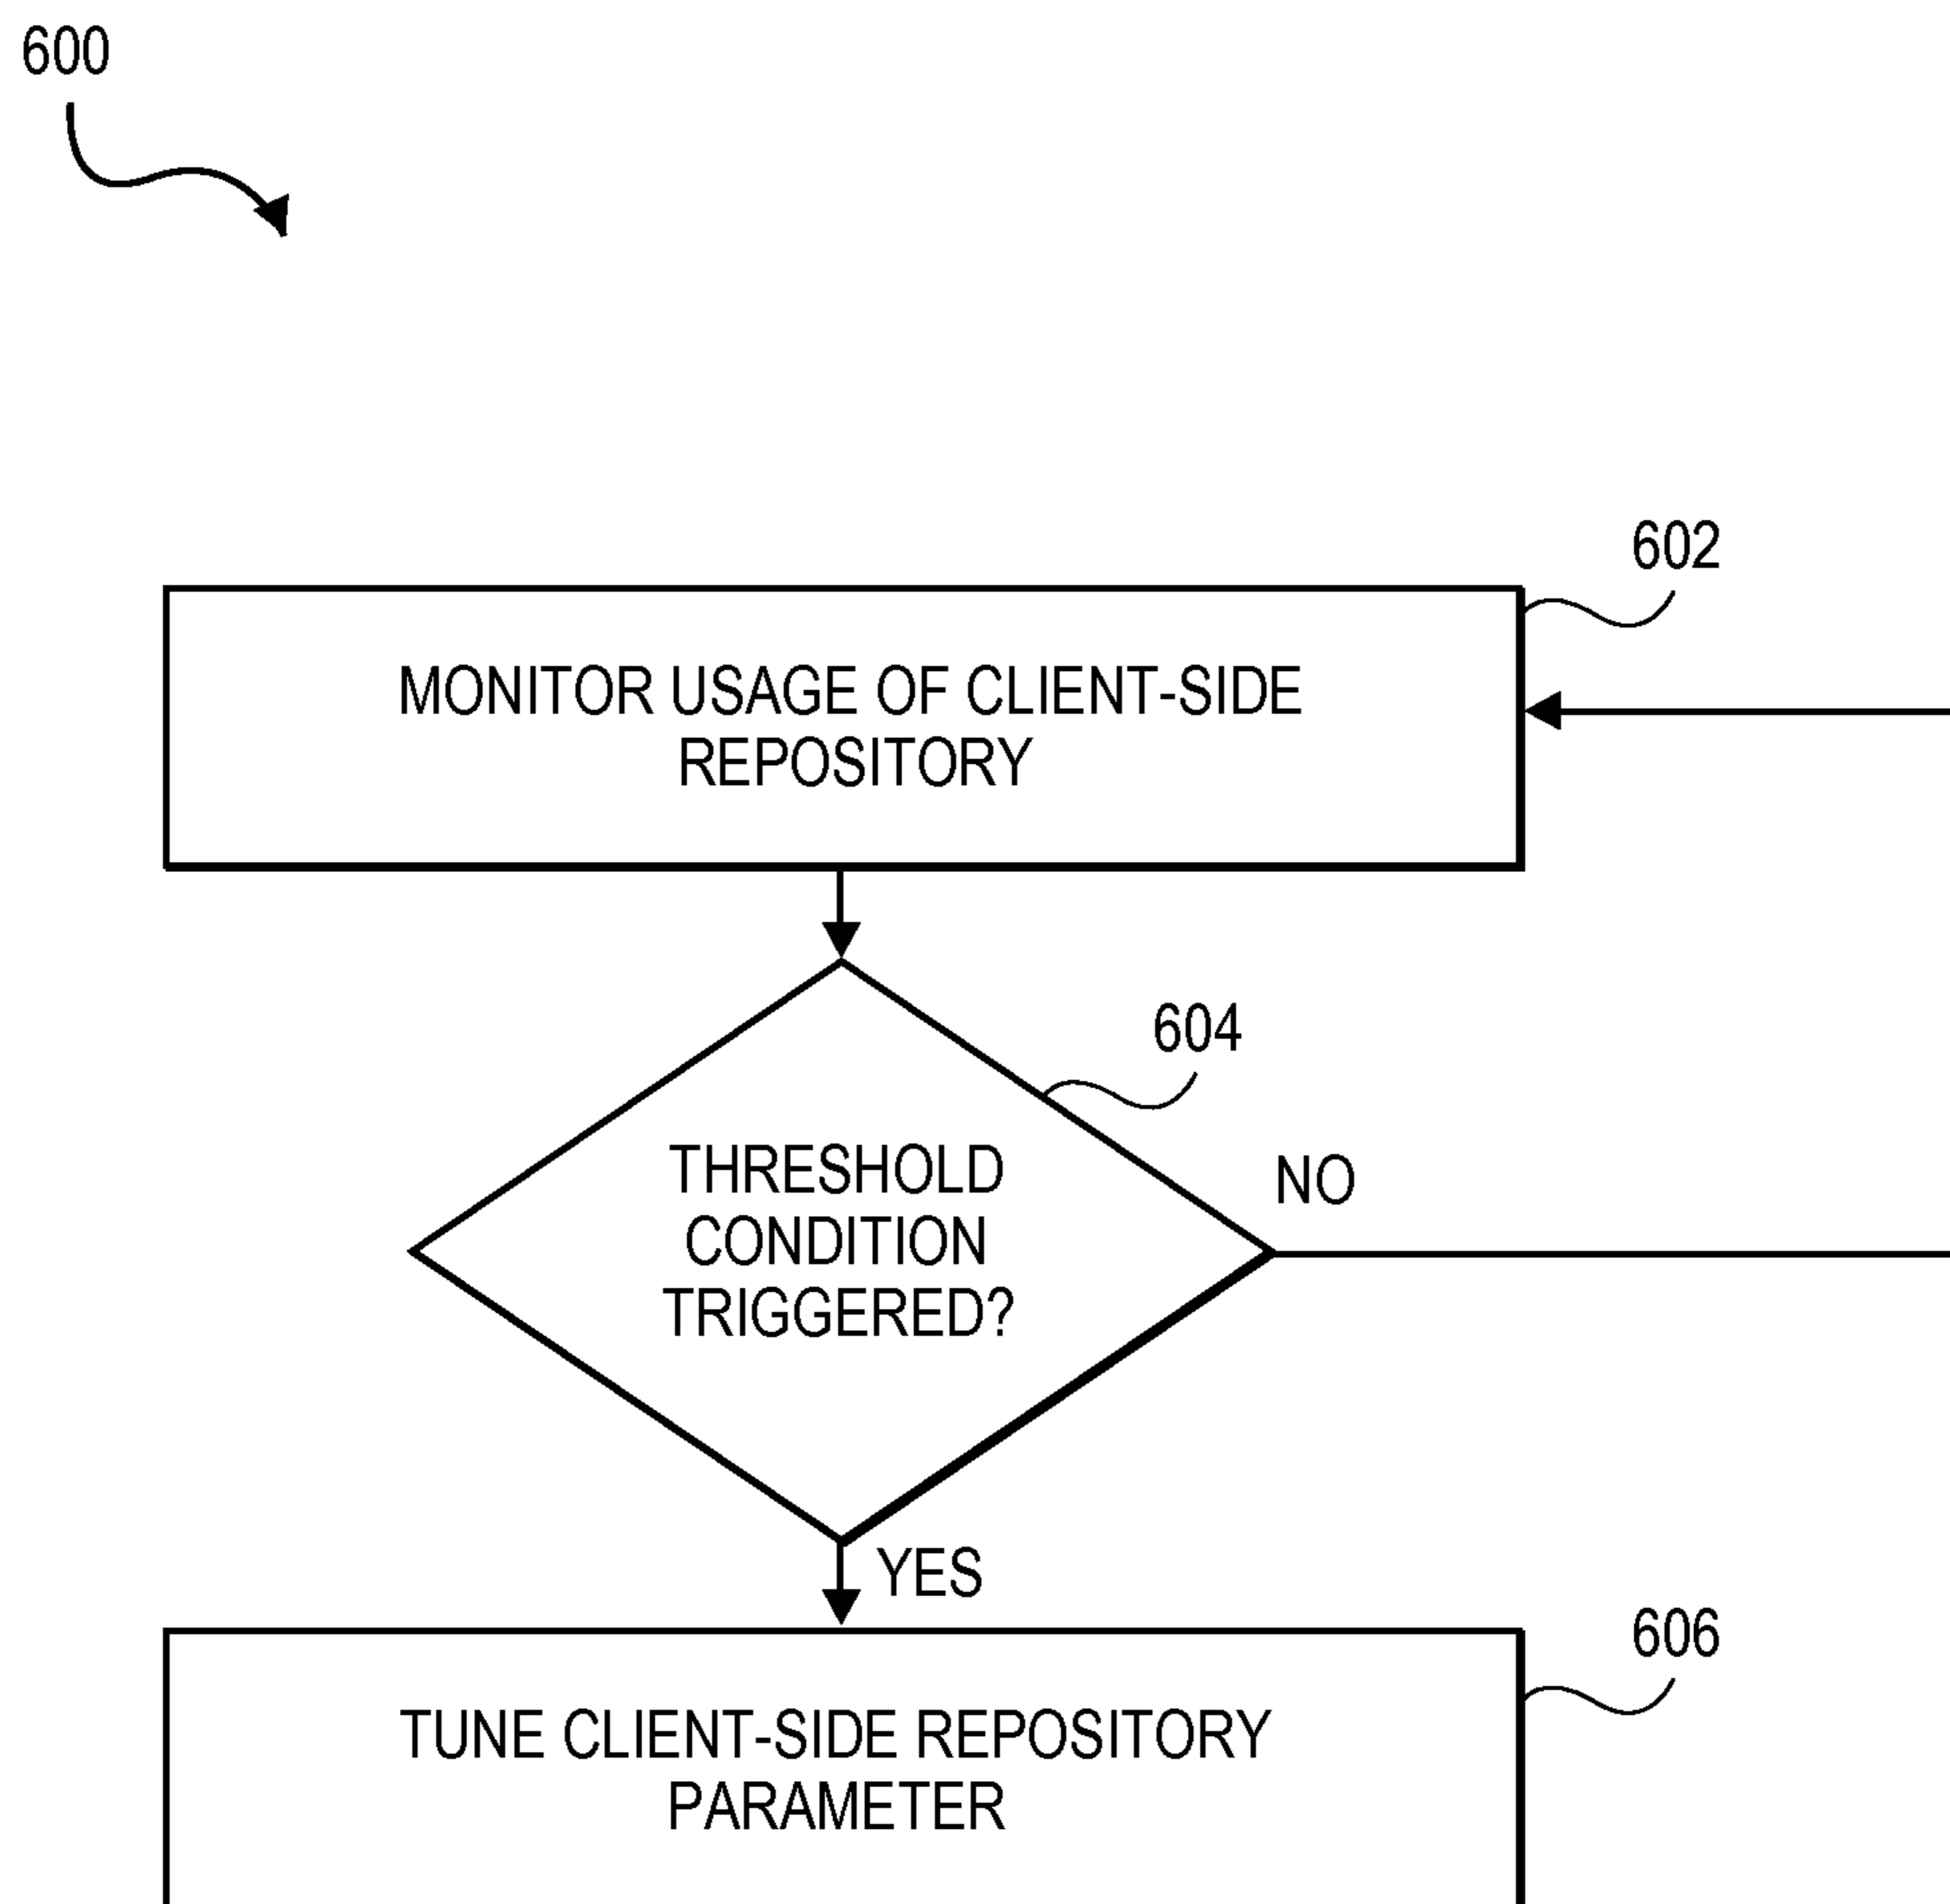 600
602
MONITOR USAGE OF CLIENT-SIDE
REPOSITORY
604
THRESHOLD
CONDITION
TRIGGERED?
NO
YES
606
TUNE CLIENT-SIDE REPOSITORY
PARAMETER